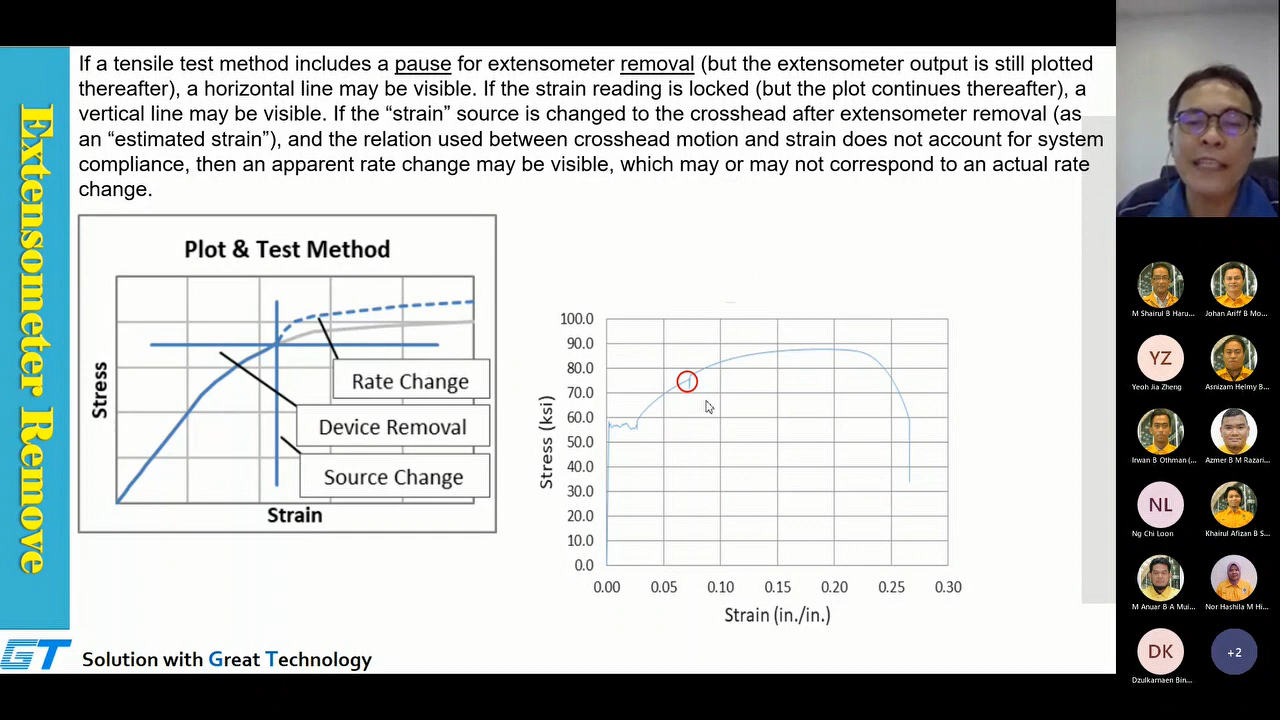 If a tensile test method includes a pause for extensometer removal (but the extensometer output is still plotted
thereafter), a horizontal line may be visible. If the strain reading is locked (but the plot continues thereafter), a
vertical line may be visible. If the “strain” source is changed to the crosshead after extensometer removal (as
an “estimated strain”), and the relation used between crosshead motion and strain does not account for system
compliance, then an apparent rate change may be visible, which may or may not correspond to an actual rate
change.
Extensometer Remove
Plot & Test Method
Stress
Rate Change
Device Removal
Source Change
Strain
Stress (ksi)
100.0
90.0
80.0
70.0
60.0
50.0
40.0
30.0
20.0
10.0
0.0
0.00 0.05 0.10 0.15 0.20 0.25 0.30
Strain (in./in.)
GT
Solution with Great Technology
M Shairul B Haru...
Johan Ariff B Mo...
YZ
Yeoh Jia Zheng
Asnizam Helmy B...
Irwan B Othman (...
Azmer B M Razari...
NL
Ng Chi Loon
Khairul Afizan B S...
M Anuar B A Mui...
Nor Hashila M Hi...
DK
Dzulkarnaen Bin...
+2